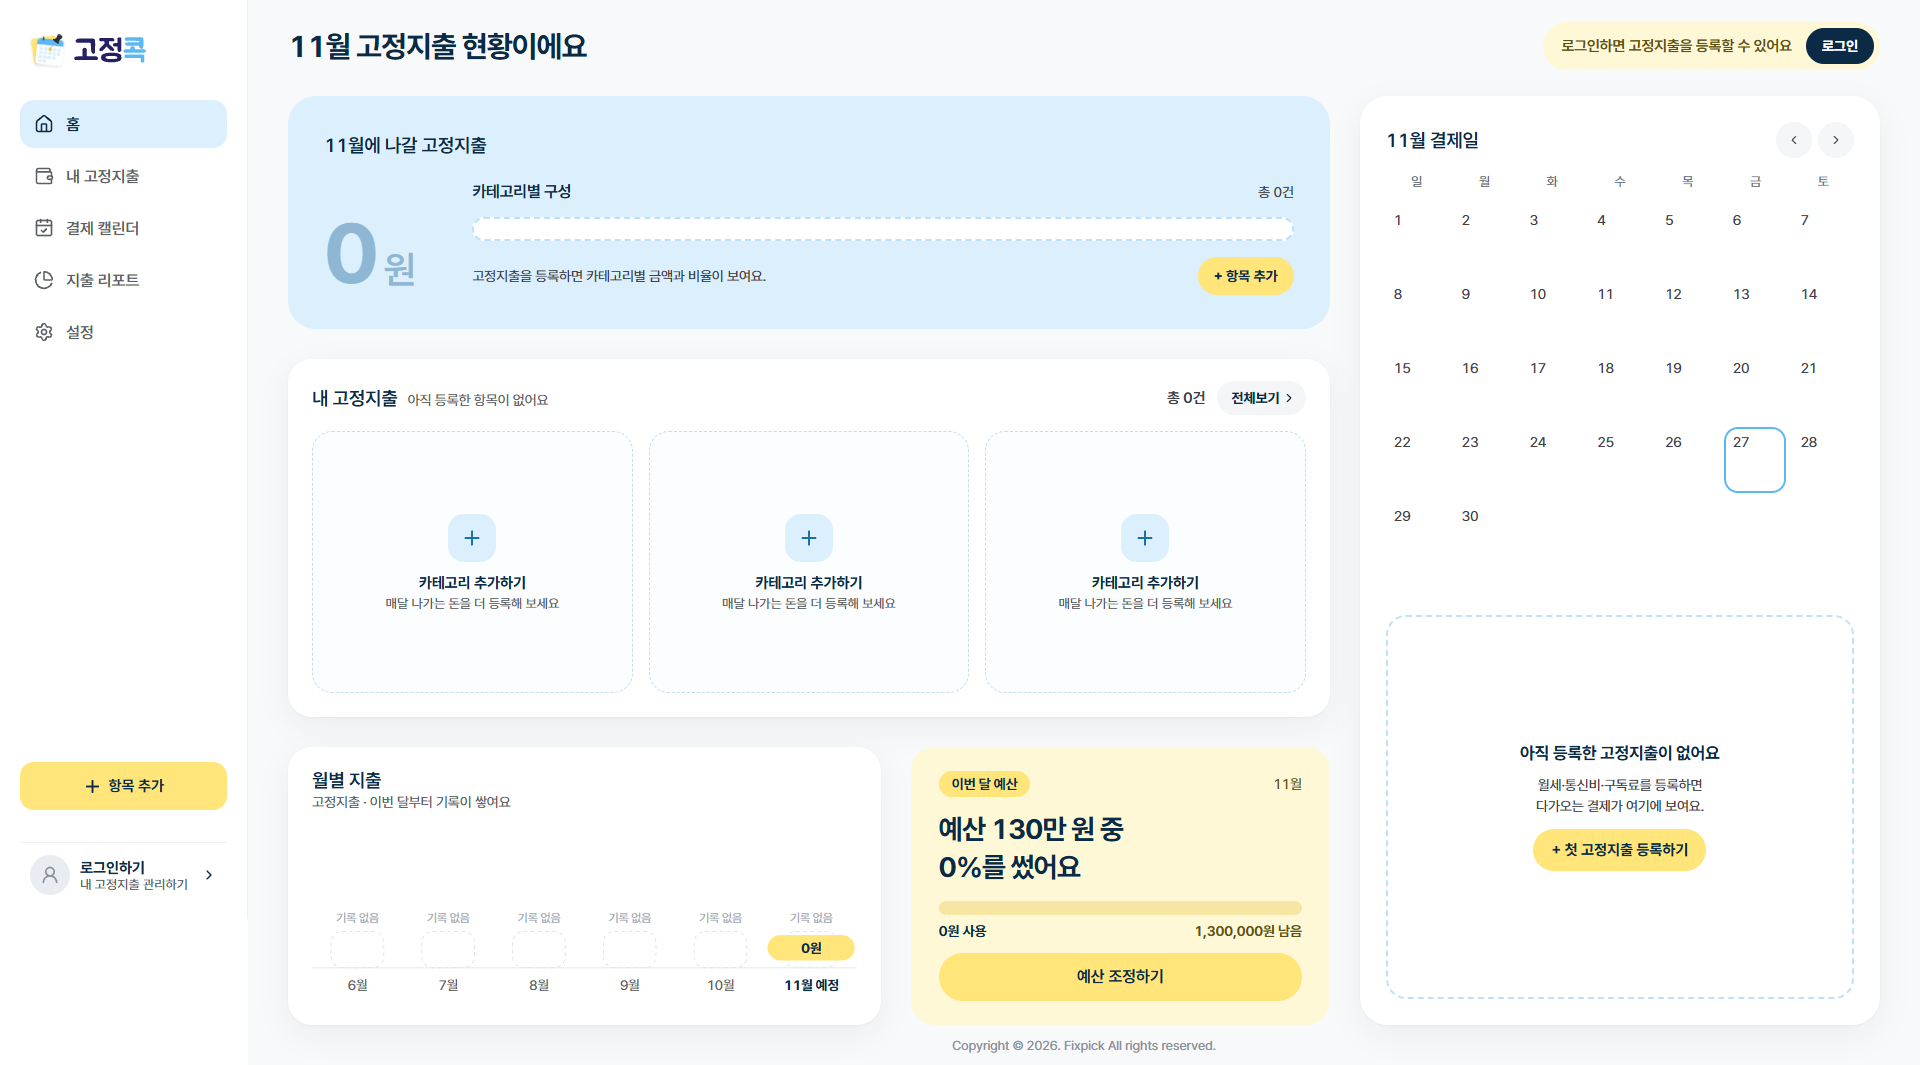 고정콕
홈
내 고정지출
결제 캘린더
지출 리포트
설정
+ 항목 추가
로그인하기
내 고정지출 관리하기
11월 고정지출 현황이에요
로그인하면 고정지출을 등록할 수 있어요
로그인
11월에 나갈 고정지출
0원
카테고리별 구성
총 0건
고정지출을 등록하면 카테고리별 금액과 비율이 보여요.
+ 항목 추가
내 고정지출
아직 등록한 항목이 없어요
총 0건
전체보기
카테고리 추가하기
매달 나가는 돈을 더 등록해 보세요
카테고리 추가하기
매달 나가는 돈을 더 등록해 보세요
카테고리 추가하기
매달 나가는 돈을 더 등록해 보세요
월별 지출
고정지출 · 이번 달부터 기록이 쌓여요
기록 없음 기록 없음 기록 없음 기록 없음 기록 없음 기록 없음
0원
6월 7월 8월 9월 10월 11월 예정
이번 달 예산
11월
예산 130만 원 중
0%를 썼어요
0원 사용
1,300,000원 남음
예산 조정하기
11월 결제일
일 월 화 수 목 금 토
1 2 3 4 5 6 7
8 9 10 11 12 13 14
15 16 17 18 19 20 21
22 23 24 25 26 27 28
29 30
아직 등록한 고정지출이 없어요
월세·통신비·구독료를 등록하면
다가오는 결제가 여기에 보여요.
+ 첫 고정지출 등록하기
Copyright © 2026. Fixpick All rights reserved.